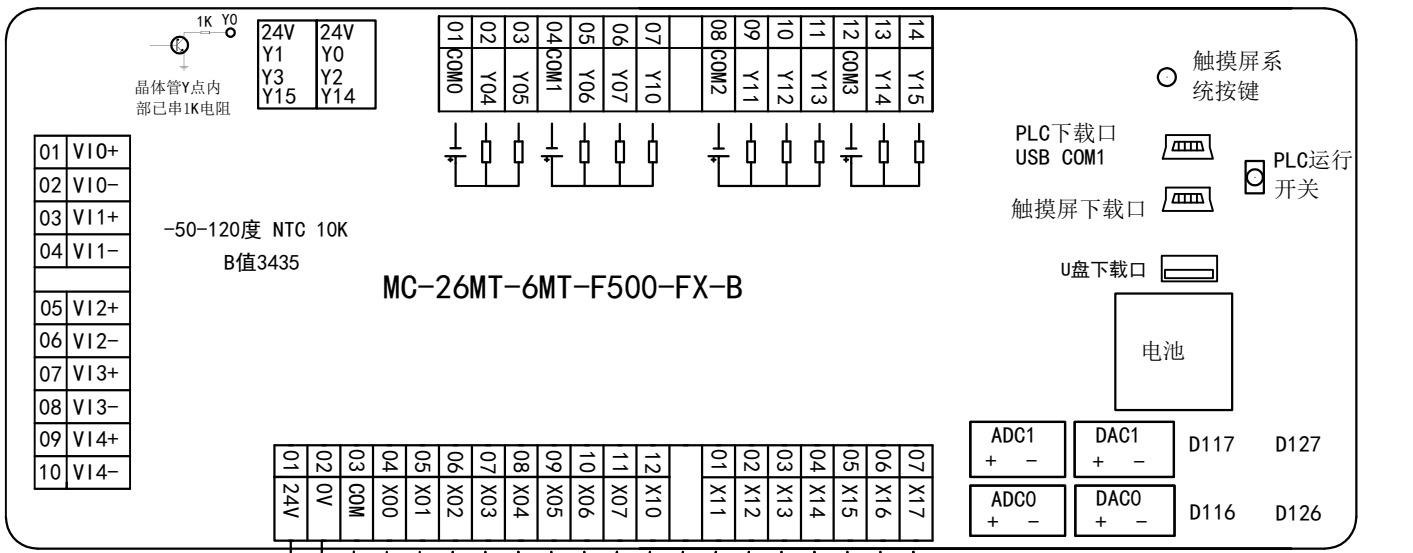 1K Y0
24V 24V
Y1 Y0
Y3 Y2
Y15 Y14
晶体管Y点内
部已串1K电阻
01 02 03 04 05 06 07
COM0 Y04 Y05 COM1 Y06 Y07 Y10
08 09 10 11 12 13 14
COM2 Y11 Y12 Y13 COM3 Y14 Y15
触摸屏系
统按键
PLC下载口
USB COM1
PLC运行
开关
触摸屏下载口
U盘下载口
电池
01 VI0+
02 VI0-
03 VI1+
04 VI1-
05 VI2+
06 VI2-
07 VI3+
08 VI3-
09 VI4+
10 VI4-
-50-120度 NTC 10K
B值3435
MC-26MT-6MT-F500-FX-B
01 02 03 04 05 06 07 08 09 10 11 12
24V 0V COM X00 X01 X02 X03 X04 X05 X06 X07 X10
01 02 03 04 05 06 07
X11 X12 X13 X14 X15 X16 X17
ADC1
+ -
DAC1
+ -
D117 D127
ADC0
+ -
DAC0
+ -
D116 D126